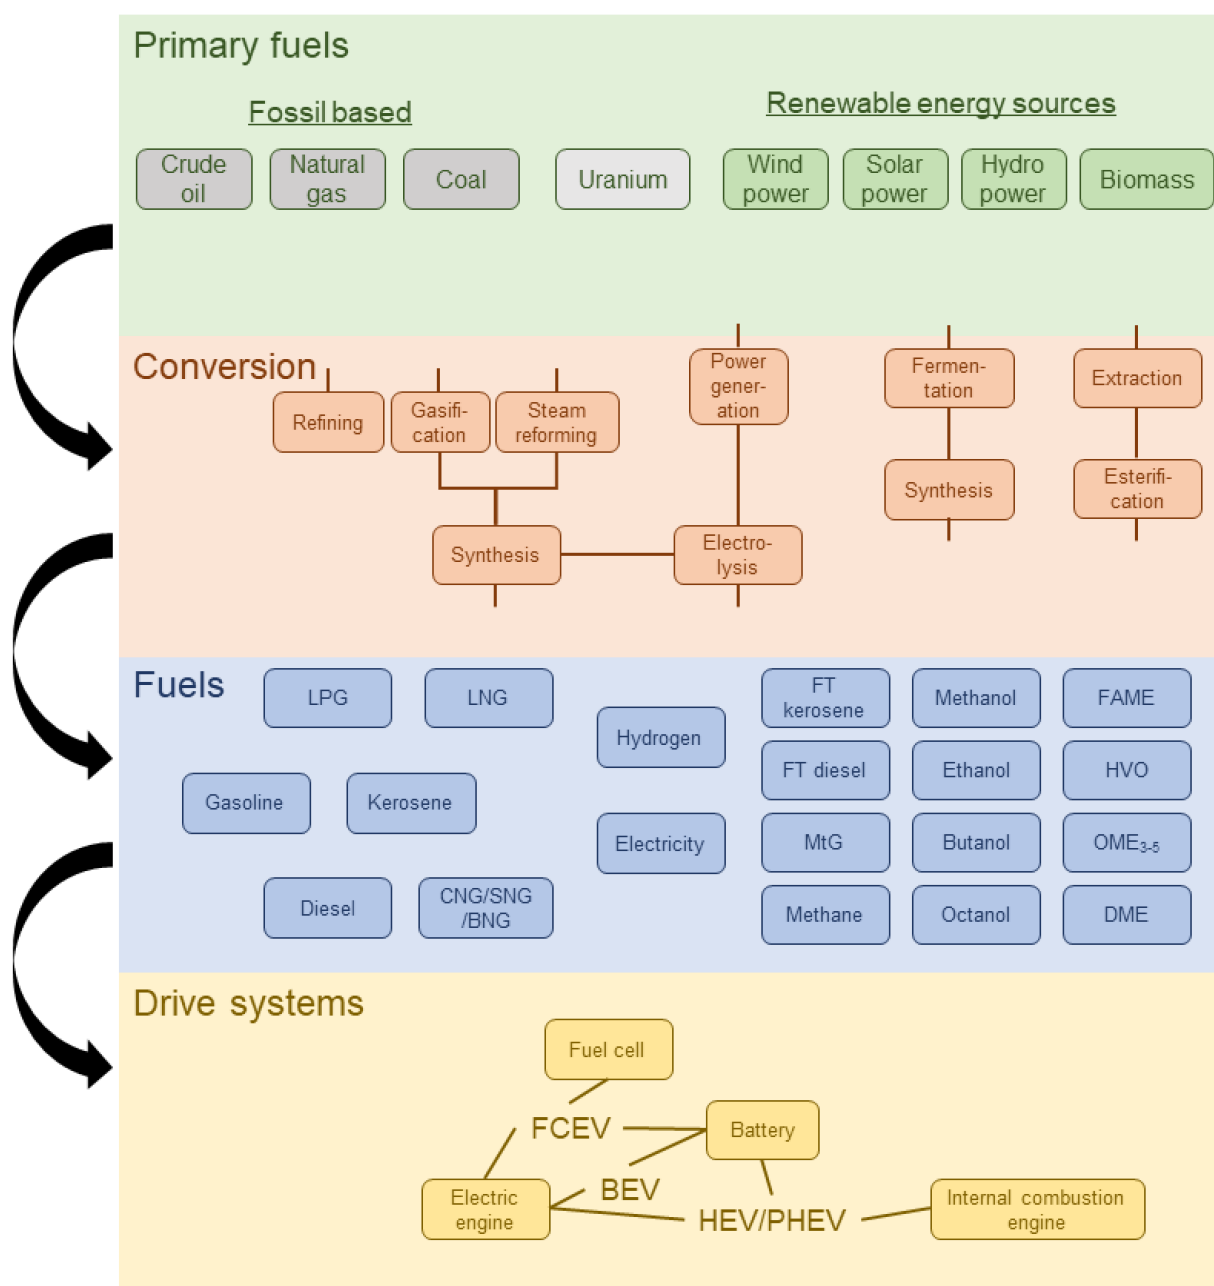 Primary fuels
Fossil based
Renewable energy sources
Crude
oil
Natural
gas
Coal
Uranium
Wind
power
Solar
power
Hydro
power
Biomass
Conversion
Refining
Gasifi-
cation
Steam
reforming
Power
gener-
ation
Fermen-
tation
Extraction
Synthesis
Electro-
lysis
Synthesis
Esterifi-
cation
Fuels
LPG
LNG
Gasoline
Kerosene
Diesel
CNG/SNG
/BNG
Hydrogen
Electricity
FT
kerosene
Methanol
FAME
FT diesel
Ethanol
HVO
MtG
Butanol
OME₃₋₅
Methane
Octanol
DME
Drive systems
Fuel cell
FCEV
Battery
BEV
Electric
engine
HEV/PHEV
Internal combustion
engine